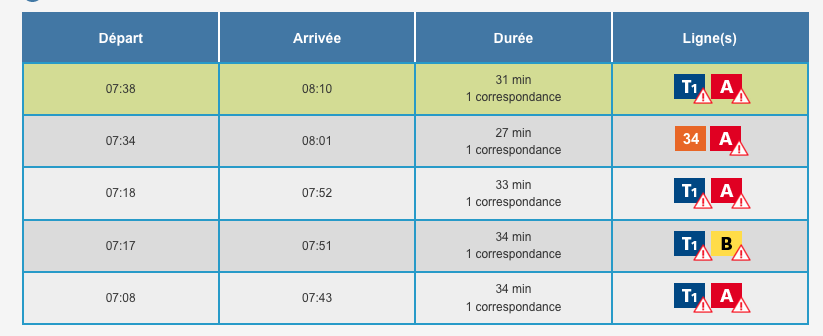 Départ Arrivée Durée Ligne(s)
07:38 08:10 31 min T1 A
1 correspondance
07:34 08:01 27 min 34 A
1 correspondance
07:18 07:52 33 min T1 A
1 correspondance
07:17 07:51 34 min T1 B
1 correspondance
07:08 07:43 34 min T1 A
1 correspondance